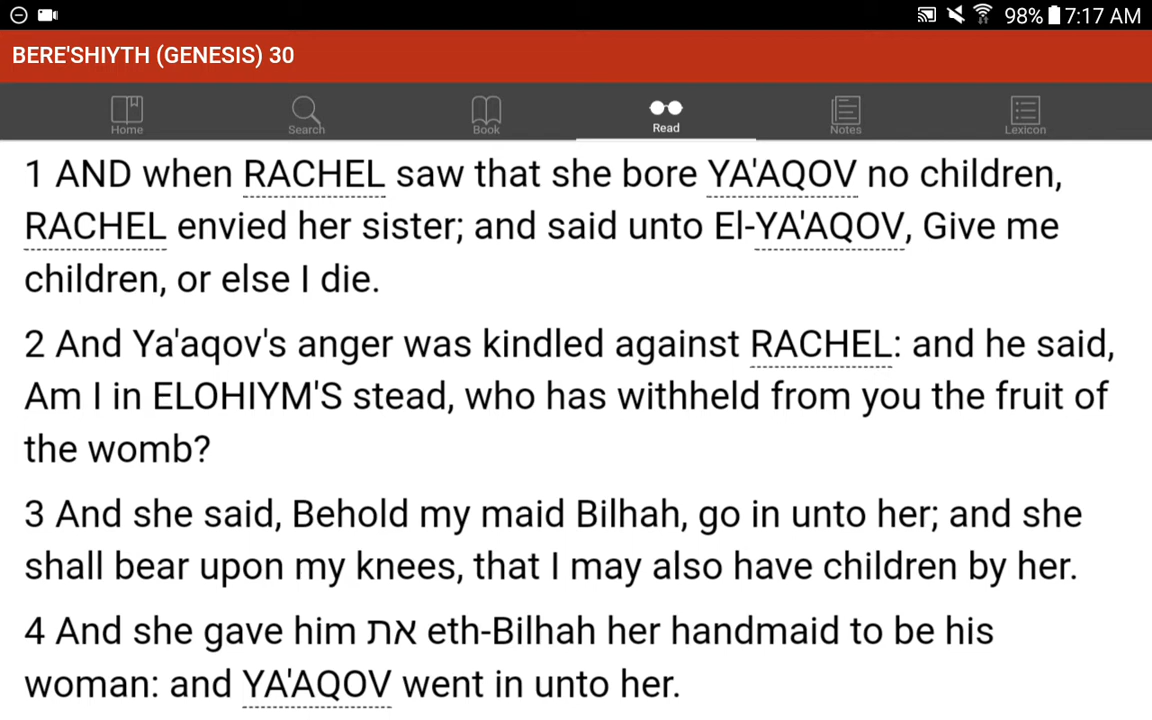 98% 7:17 AM
BERE'SHIYTH (GENESIS) 30
Home Search Book Read Notes Lexicon
1 AND when RACHEL saw that she bore YA'AQOV no children,
RACHEL envied her sister; and said unto El-YA'AQOV, Give me
children, or else I die.
2 And Ya'aqov's anger was kindled against RACHEL: and he said,
Am I in ELOHIYM'S stead, who has withheld from you the fruit of
the womb?
3 And she said, Behold my maid Bilhah, go in unto her; and she
shall bear upon my knees, that I may also have children by her.
4 And she gave him את eth-Bilhah her handmaid to be his
woman: and YA'AQOV went in unto her.